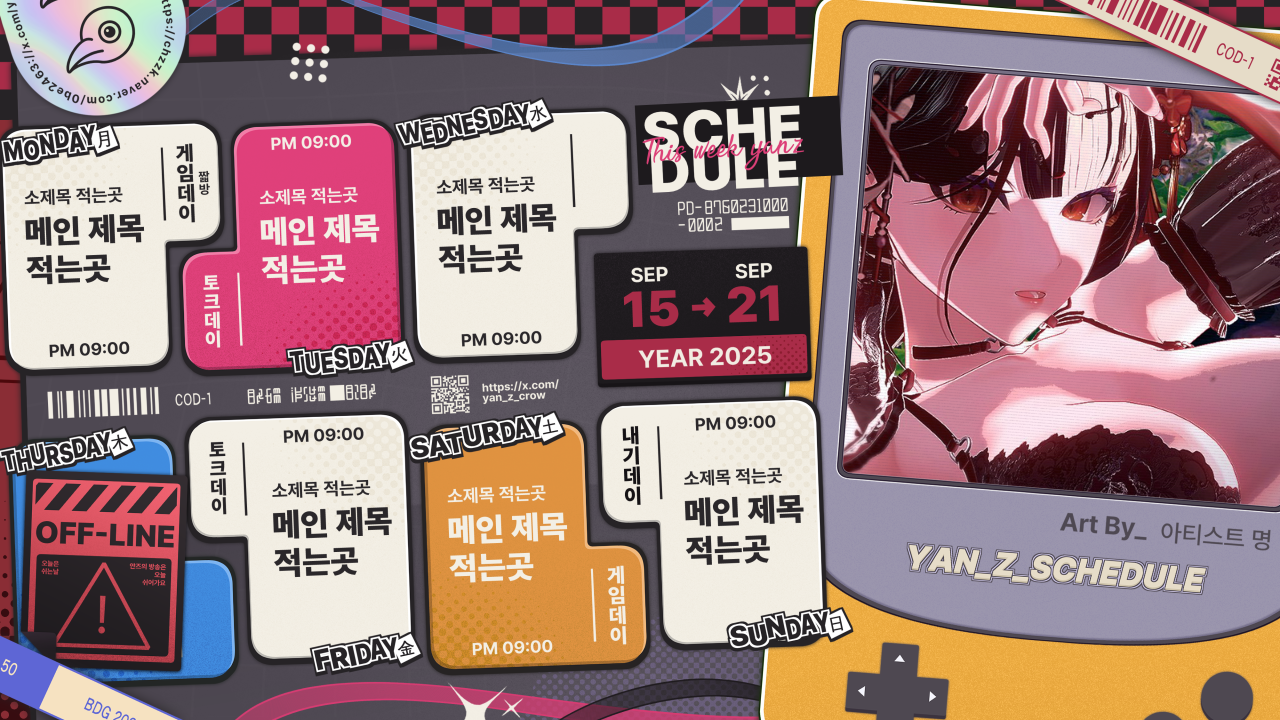 https://chzzk.naver.com/0be2463
COD-1
MONDAY 月
게임데이
짧방
소제목 적는곳
메인 제목
적는곳
PM 09:00
PM 09:00
소제목 적는곳
메인 제목
적는곳
토크데이
TUESDAY 火
WEDNESDAY 水
소제목 적는곳
메인 제목
적는곳
PM 09:00
SCHE
DULE
This week yanz
PD-8760231000
-0002
SEP
SEP
15 → 21
YEAR 2025
COD-1
https://x.com/
yan_z_crow
THURSDAY 木
OFF-LINE
오늘은
쉬는날
얀즈의 방송은
오늘
쉬어가요
PM 09:00
토크데이
소제목 적는곳
메인 제목
적는곳
FRIDAY 金
SATURDAY 土
소제목 적는곳
메인 제목
적는곳
게임데이
PM 09:00
PM 09:00
내기데이
소제목 적는곳
메인 제목
적는곳
SUNDAY 日
Art By_ 아티스트 명
YAN_Z_SCHEDULE
50
BDG